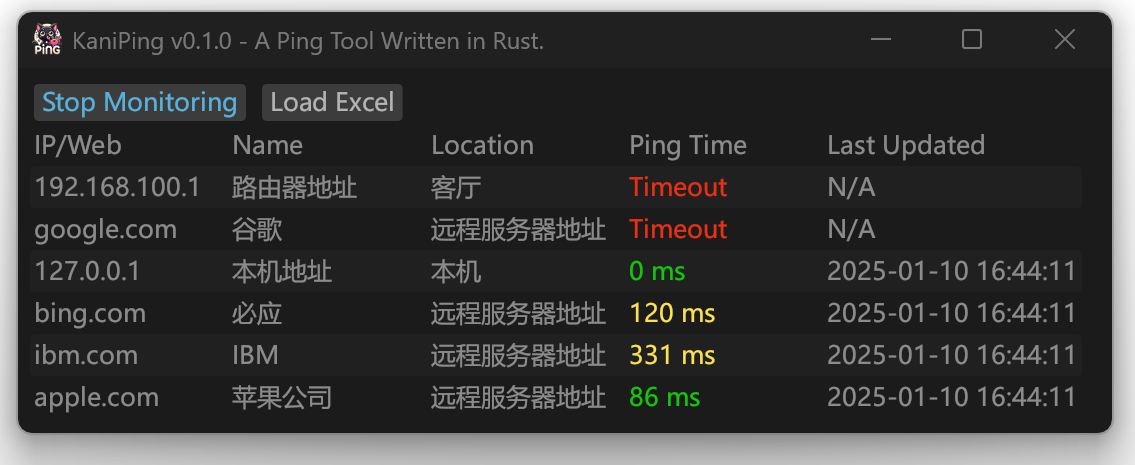 PiNG KaniPing v0.1.0 - A Ping Tool Written in Rust.
Stop Monitoring Load Excel
IP/Web Name Location Ping Time Last Updated
192.168.100.1 路由器地址 客厅 Timeout N/A
google.com 谷歌 远程服务器地址 Timeout N/A
127.0.0.1 本机地址 本机 0 ms 2025-01-10 16:44:11
bing.com 必应 远程服务器地址 120 ms 2025-01-10 16:44:11
ibm.com IBM 远程服务器地址 331 ms 2025-01-10 16:44:11
apple.com 苹果公司 远程服务器地址 86 ms 2025-01-10 16:44:11